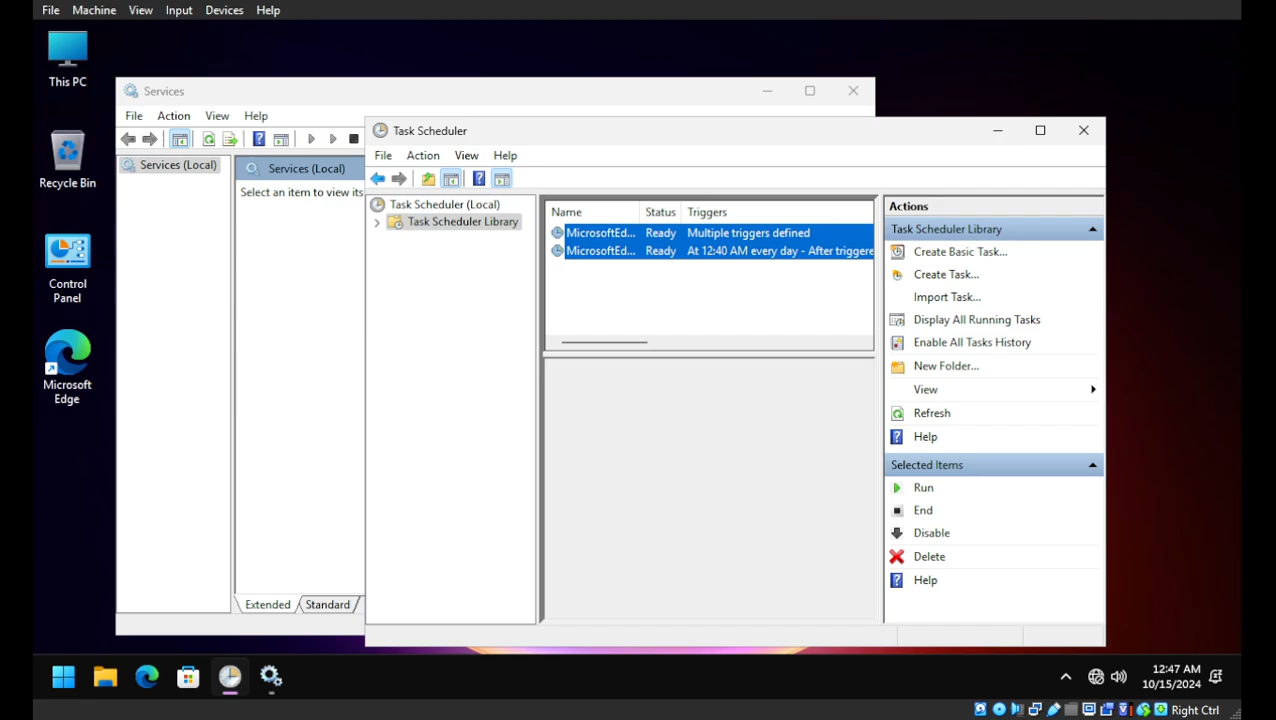 File Machine View Input Devices Help
This PC
Recycle Bin
Control
Panel
Microsoft
Edge
Services
File Action View Help
Services (Local)
Services (Local)
Select an item to view its
Extended Standard
Task Scheduler
File Action View Help
Task Scheduler (Local)
Task Scheduler Library
Name Status Triggers
MicrosoftEd... Ready Multiple triggers defined
MicrosoftEd... Ready At 12:40 AM every day - After triggere
Actions
Task Scheduler Library
Create Basic Task...
Create Task...
Import Task...
Display All Running Tasks
Enable All Tasks History
New Folder...
View
Refresh
Help
Selected Items
Run
End
Disable
Delete
Help
12:47 AM
10/15/2024
Right Ctrl